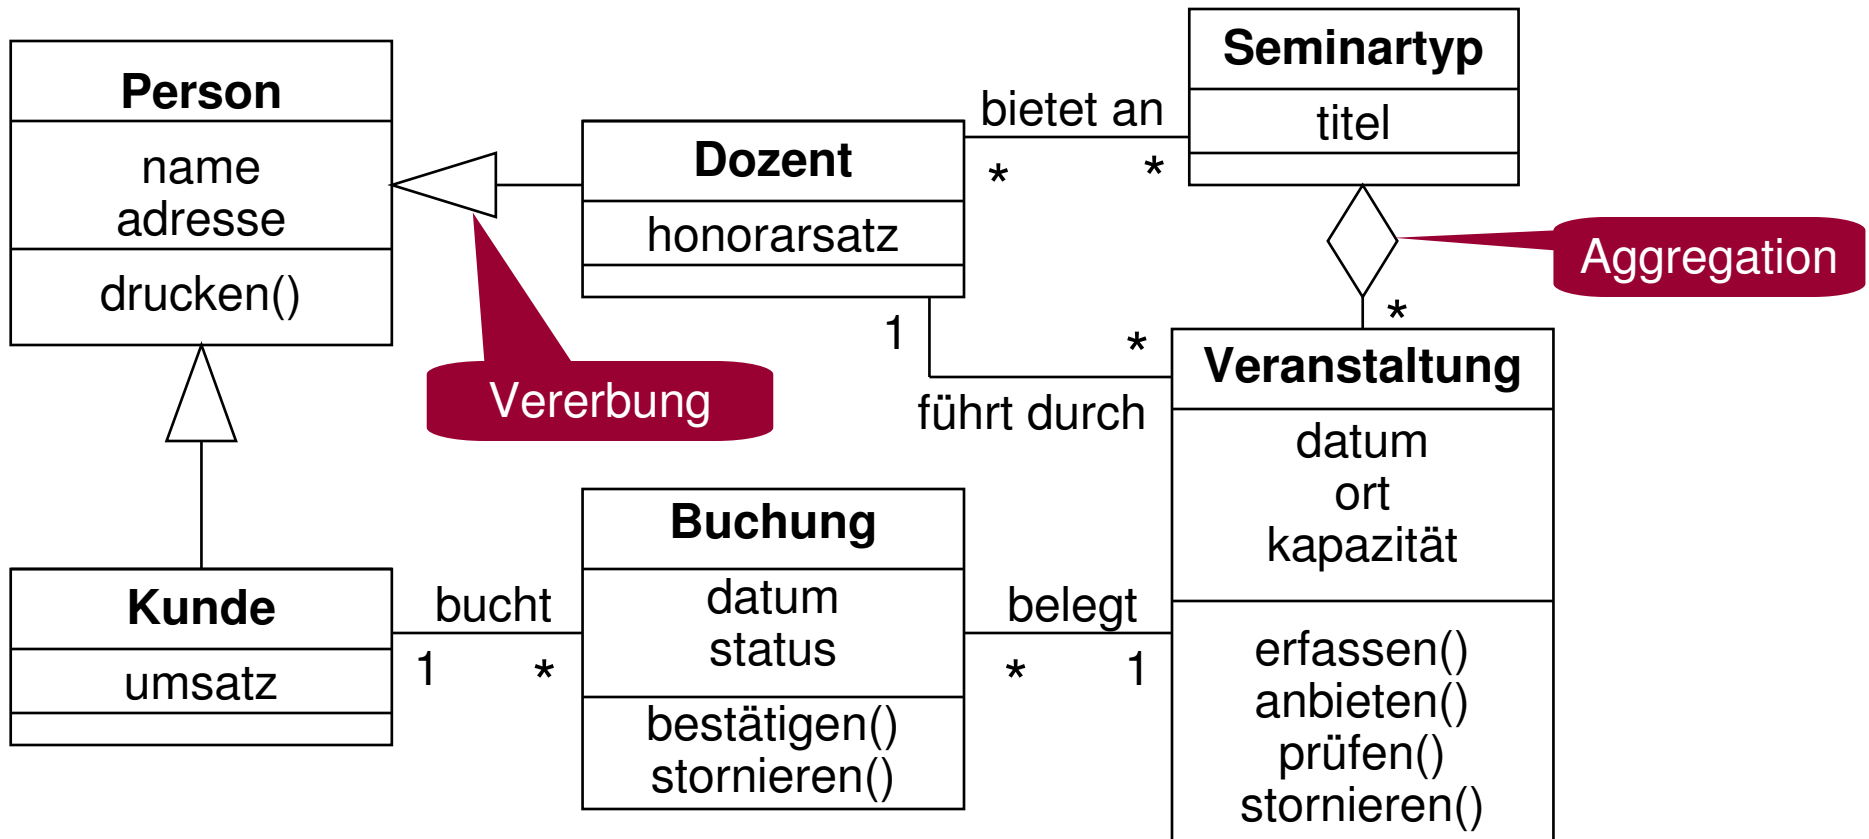 Person
name
adresse
drucken()
Dozent
honorarsatz
bietet an
*
*
Seminartyp
titel
Aggregation
Vererbung
1
*
führt durch
*
Veranstaltung
datum
ort
kapazität
erfassen()
anbieten()
prüfen()
stornieren()
Kunde
umsatz
bucht
1
*
Buchung
datum
status
bestätigen()
stornieren()
belegt
*
1